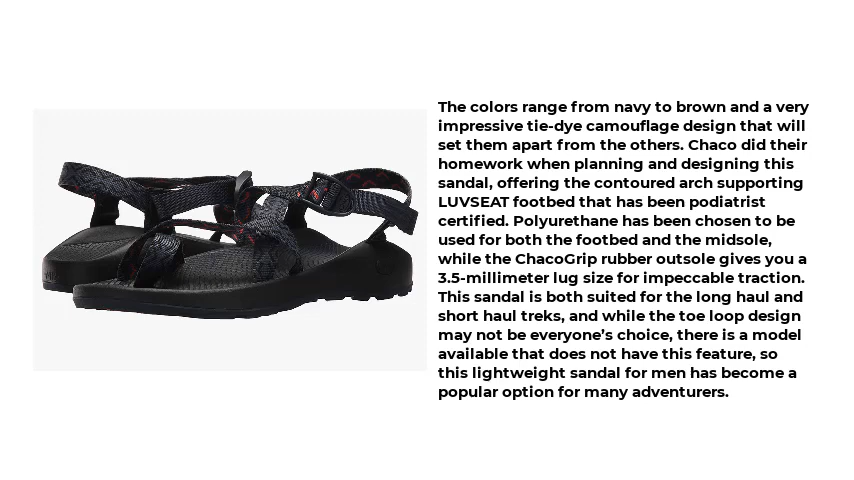 The colors range from navy to brown and a very
impressive tie-dye camouflage design that will
set them apart from the others. Chaco did their
homework when planning and designing this
sandal, offering the contoured arch supporting
LUVSEAT footbed that has been podiatrist
certified. Polyurethane has been chosen to be
used for both the footbed and the midsole,
while the ChacoGrip rubber outsole gives you a
3.5-millimeter lug size for impeccable traction.
This sandal is both suited for the long haul and
short haul treks, and while the toe loop design
may not be everyone’s choice, there is a model
available that does not have this feature, so
this lightweight sandal for men has become a
popular option for many adventurers.